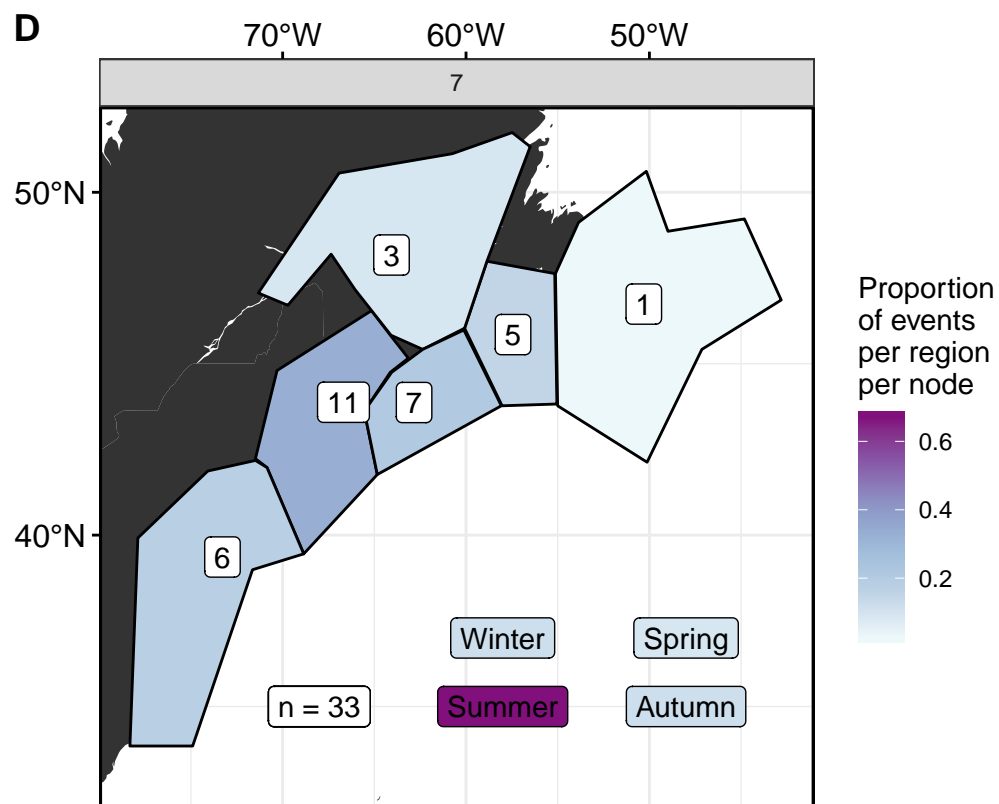 D
70°W 60°W 50°W
7
50°N
40°N
3
1
5
11
7
6
Winter Spring
n = 33 Summer Autumn
Proportion
of events
per region
per node
0.6
0.4
0.2